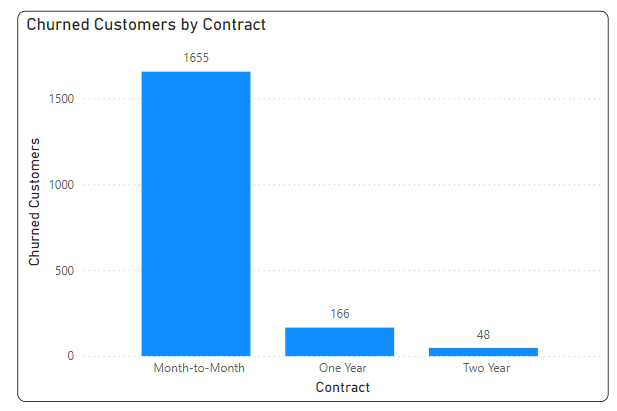 Churned Customers by Contract
1655
1500
Churned Customers
1000
500
166
48
0
Month-to-Month
One Year
Two Year
Contract